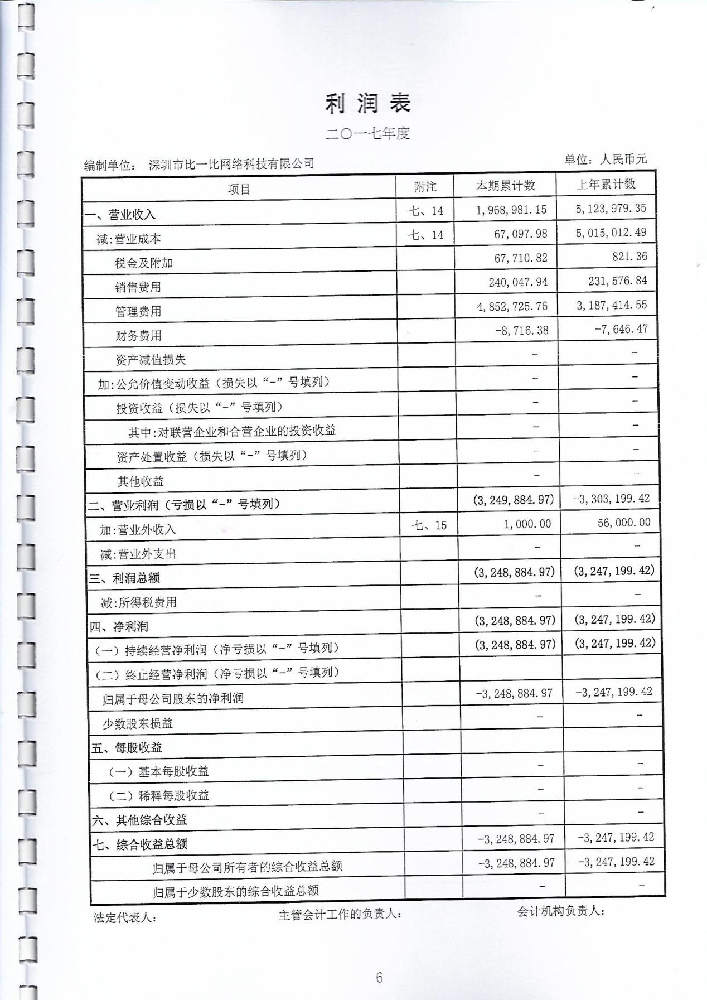 利 润 表
二〇一七年度
编制单位： 深圳市比一比网络科技有限公司 单位：人民币元
项目 附注 本期累计数 上年累计数
一、营业收入 七、14 1,968,981.15 5,123,979.35
减:营业成本 七、14 67,097.98 5,015,012.49
税金及附加 67,710.82 821.36
销售费用 240,047.94 231,576.84
管理费用 4,852,725.76 3,187,414.55
财务费用 -8,716.38 -7,646.47
资产减值损失 - -
加:公允价值变动收益（损失以“-”号填列） - -
投资收益（损失以“-”号填列） - -
其中:对联营企业和合营企业的投资收益 - -
资产处置收益（损失以“-”号填列） - -
其他收益 - -
二、营业利润（亏损以“-”号填列） (3,249,884.97) -3,303,199.42
加:营业外收入 七、15 1,000.00 56,000.00
减:营业外支出 - -
三、利润总额 (3,248,884.97) (3,247,199.42)
减:所得税费用 - -
四、净利润 (3,248,884.97) (3,247,199.42)
（一）持续经营净利润（净亏损以“-”号填列） (3,248,884.97) (3,247,199.42)
（二）终止经营净利润（净亏损以“-”号填列）
归属于母公司股东的净利润 -3,248,884.97 -3,247,199.42
少数股东损益 - -
五、每股收益
（一）基本每股收益 - -
（二）稀释每股收益 - -
六、其他综合收益 - -
七、综合收益总额 -3,248,884.97 -3,247,199.42
归属于母公司所有者的综合收益总额 -3,248,884.97 -3,247,199.42
归属于少数股东的综合收益总额 - -
法定代表人： 主管会计工作的负责人： 会计机构负责人：
6